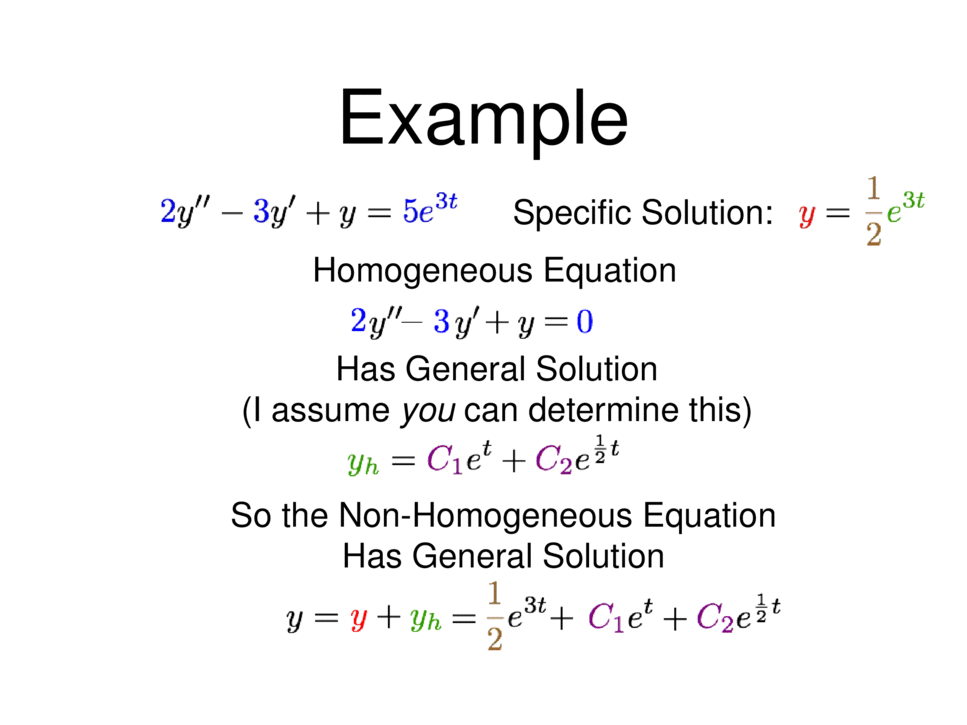 Example
2y′′ − 3y′ + y = 5e^{3t} Specific Solution: y = \frac{1}{2}e^{3t}
Homogeneous Equation
2y′′− 3y′ + y = 0
Has General Solution
(I assume you can determine this)
y_h = C_1e^t + C_2e^{\frac{1}{2}t}
So the Non-Homogeneous Equation
Has General Solution
y = y + y_h = \frac{1}{2}e^{3t} + C_1e^t + C_2e^{\frac{1}{2}t}